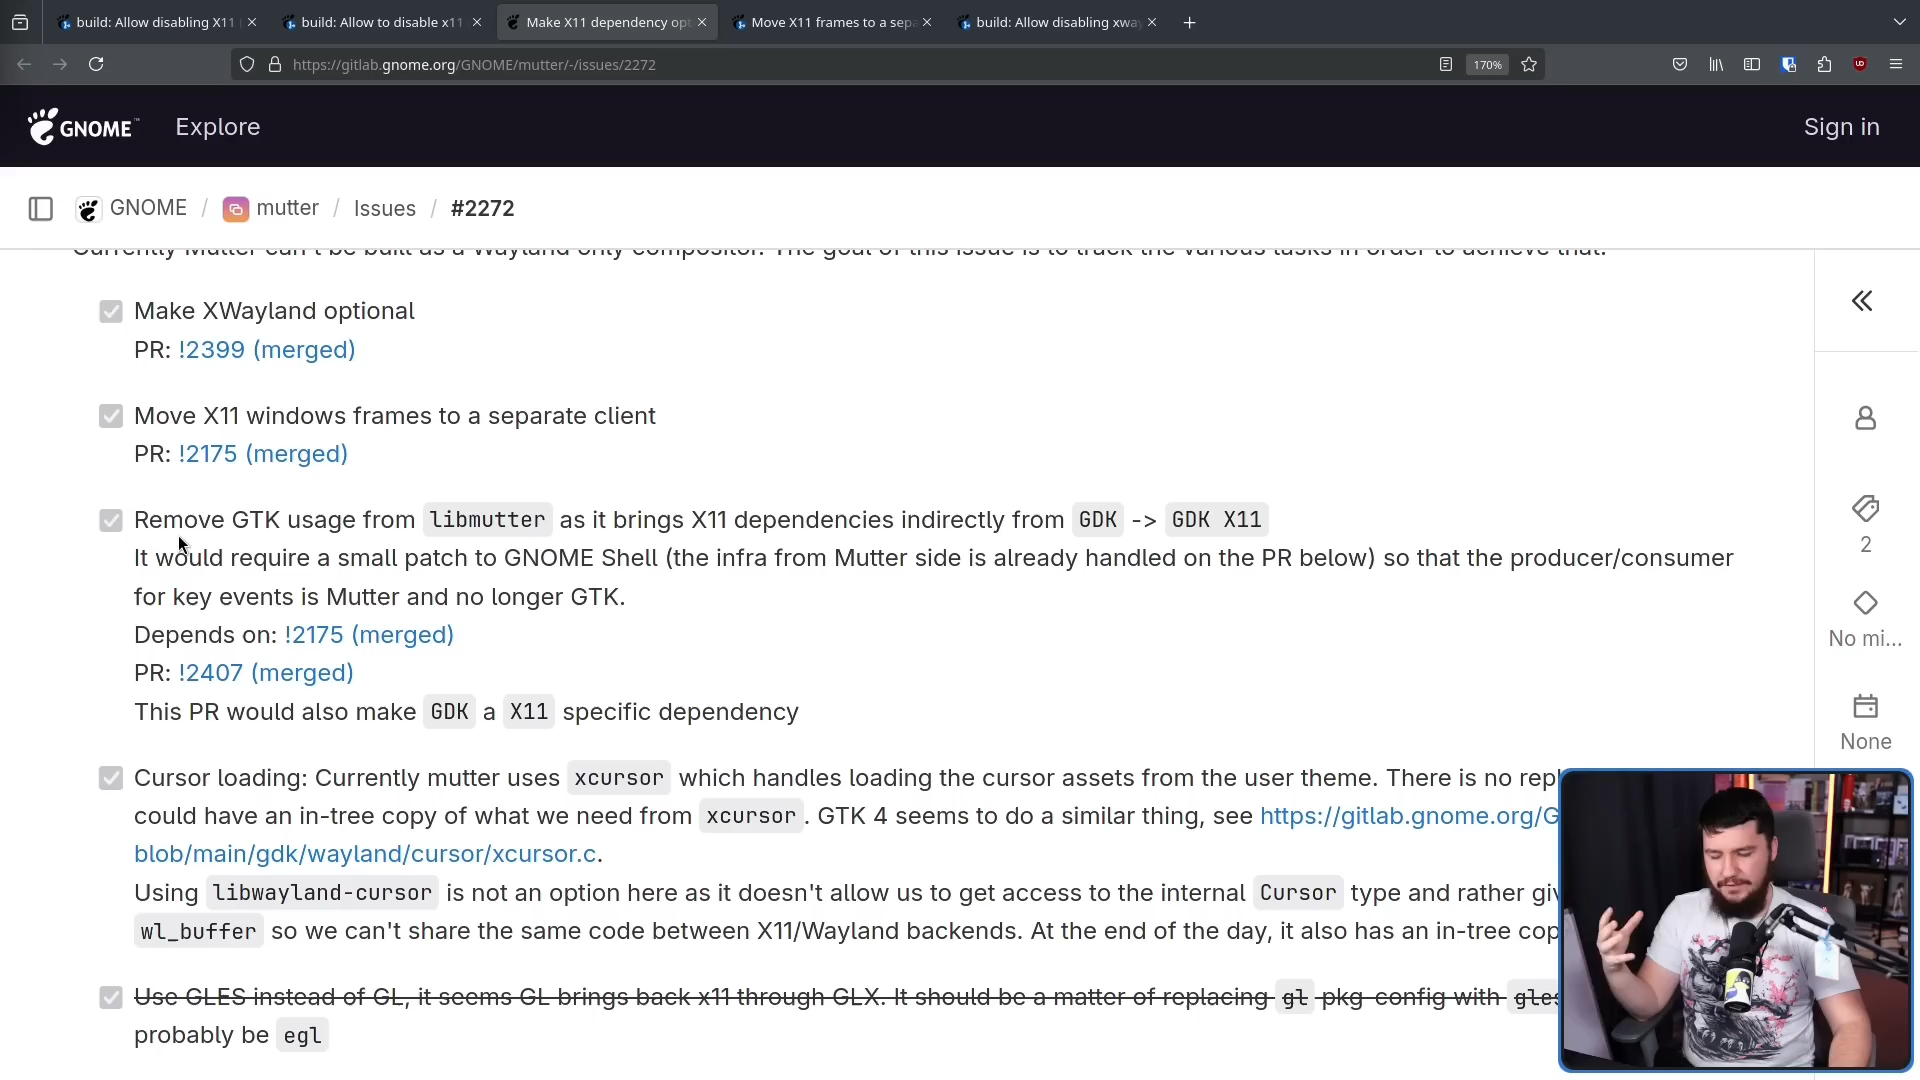 build: Allow disabling X11
build: Allow to disable x11
Make X11 dependency opt
Move X11 frames to a sepa
build: Allow disabling xway
https://gitlab.gnome.org/GNOME/mutter/-/issues/2272
170%
GNOME
Explore
Sign in
GNOME / mutter / Issues / #2272
Currently Mutter can't be built as a Wayland only compositor. The goal of this issue is to track the various tasks in order to achieve that.
Make XWayland optional
PR: !2399 (merged)
Move X11 windows frames to a separate client
PR: !2175 (merged)
Remove GTK usage from libmutter as it brings X11 dependencies indirectly from GDK -> GDK X11
It would require a small patch to GNOME Shell (the infra from Mutter side is already handled on the PR below) so that the producer/consumer
for key events is Mutter and no longer GTK.
Depends on: !2175 (merged)
PR: !2407 (merged)
This PR would also make GDK a X11 specific dependency
Cursor loading: Currently mutter uses xcursor which handles loading the cursor assets from the user theme. There is no repl
could have an in-tree copy of what we need from xcursor. GTK 4 seems to do a similar thing, see https://gitlab.gnome.org/G
blob/main/gdk/wayland/cursor/xcursor.c.
Using libwayland-cursor is not an option here as it doesn't allow us to get access to the internal Cursor type and rather giv
wl_buffer so we can't share the same code between X11/Wayland backends. At the end of the day, it also has an in-tree cop
Use GLES instead of GL, it seems GL brings back x11 through GLX. It should be a matter of replacing gl pkg-config with gles
probably be egl
2
No mi...
None